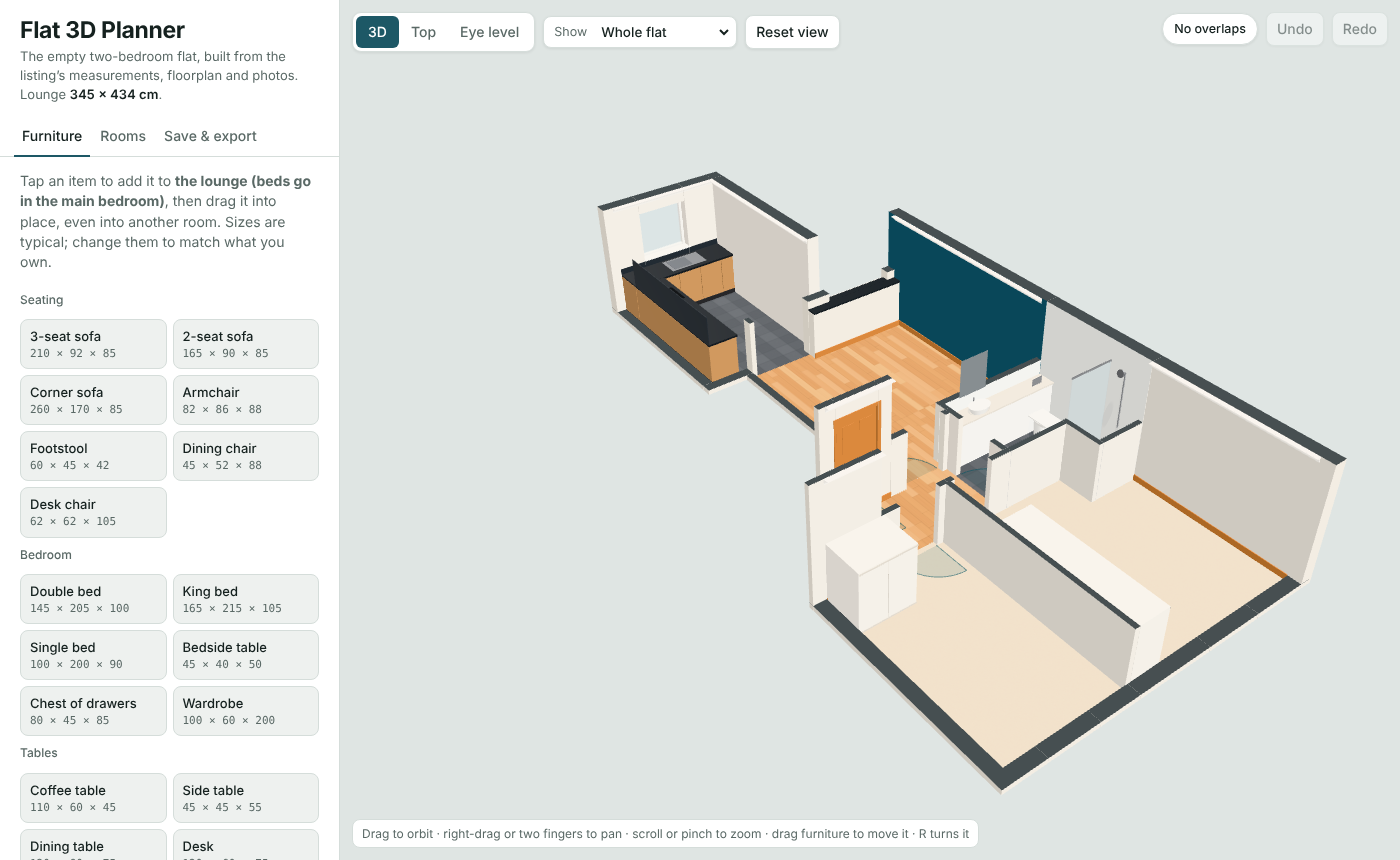 Flat 3D Planner
The empty two-bedroom flat, built from the
listing's measurements, floorplan and photos.
Lounge 345 × 434 cm.
Furniture
Rooms
Save & export
Tap an item to add it to the lounge (beds go
in the main bedroom), then drag it into
place, even into another room. Sizes are
typical; change them to match what you
own.
Seating
3-seat sofa
210 × 92 × 85
2-seat sofa
165 × 90 × 85
Corner sofa
260 × 170 × 85
Armchair
82 × 86 × 88
Footstool
60 × 45 × 42
Dining chair
45 × 52 × 88
Desk chair
62 × 62 × 105
Bedroom
Double bed
145 × 205 × 100
King bed
165 × 215 × 105
Single bed
100 × 200 × 90
Bedside table
45 × 40 × 50
Chest of drawers
80 × 45 × 85
Wardrobe
100 × 60 × 200
Tables
Coffee table
110 × 60 × 45
Side table
45 × 45 × 55
Dining table
Desk
3D
Top
Eye level
Show Whole flat
Reset view
No overlaps
Undo
Redo
Drag to orbit · right-drag or two fingers to pan · scroll or pinch to zoom · drag furniture to move it · R turns it